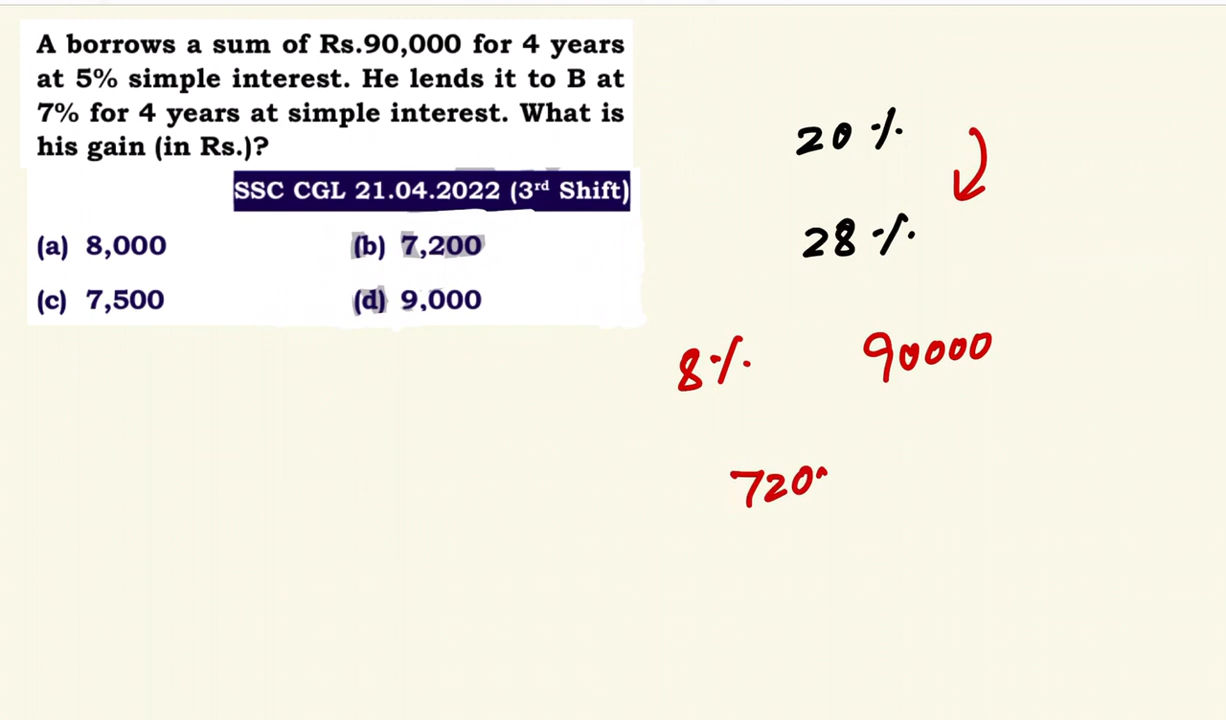 A borrows a sum of Rs.90,000 for 4 years
at 5% simple interest. He lends it to B at
7% for 4 years at simple interest. What is
his gain (in Rs.)?
SSC CGL 21.04.2022 (3rd Shift)
(a) 8,000 (b) 7,200
(c) 7,500 (d) 9,000
20 %
28 %
8 % 90000
720